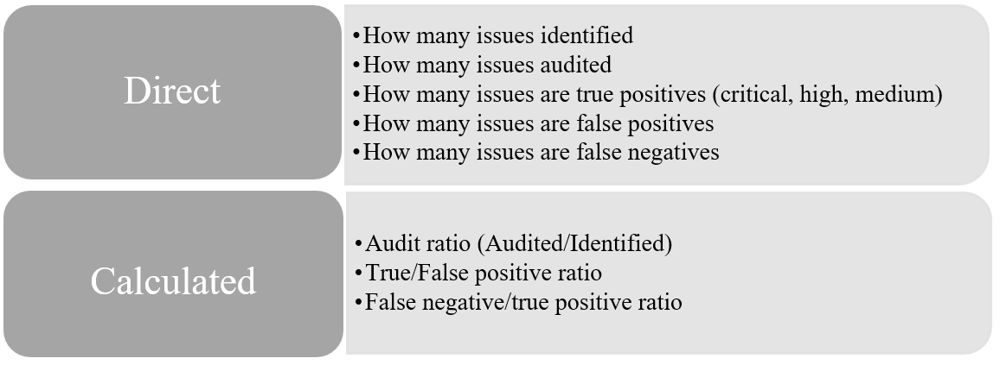 Direct
•How many issues identified
•How many issues audited
•How many issues are true positives (critical, high, medium)
•How many issues are false positives
•How many issues are false negatives
Calculated
•Audit ratio (Audited/Identified)
•True/False positive ratio
•False negative/true positive ratio